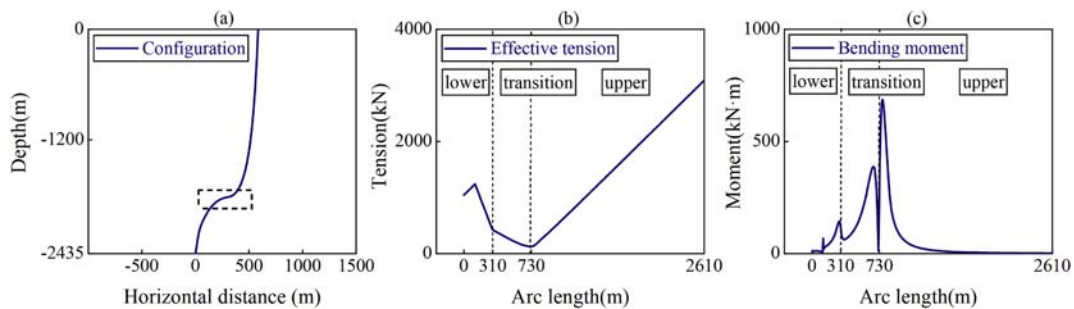 (a)
Configuration
0
-1200
-2435
Depth(m)
-500
0
500
1000
1500
Horizontal distance (m)
(b)
Effective tension
lower
transition
upper
4000
2000
0
Tension(kN)
0
310
730
2610
Arc length(m)
(c)
Bending moment
lower
transition
upper
1000
500
0
Moment(kN·m)
0
310
730
2610
Arc length(m)